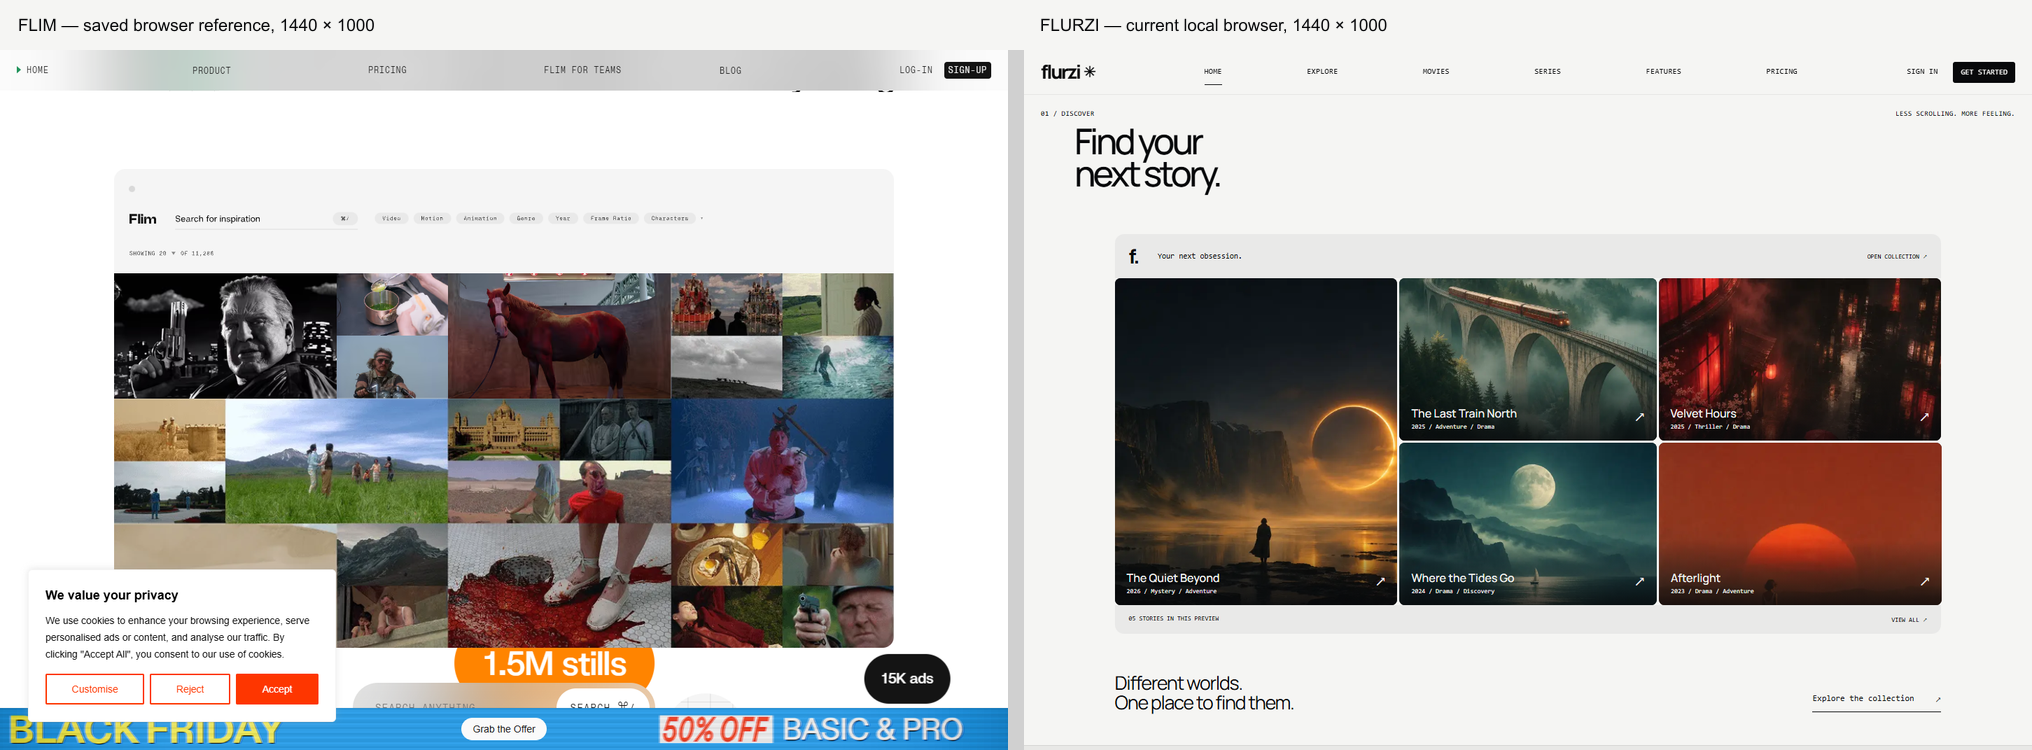 FLIM — saved browser reference, 1440 × 1000
HOME
PRODUCT
PRICING
FLIM FOR TEAMS
BLOG
LOG-IN
SIGN-UP
Flim
Search for inspiration
⌘/
Video
Motion
Animation
Genre
Year
Frame Ratio
Characters
SHOWING 20 ▼ OF 11,286
1.5M stills
15K ads
SEARCH ANYTHING
SEARCH ⌘/
We value your privacy
We use cookies to enhance your browsing experience, serve
personalised ads or content, and analyse our traffic. By
clicking "Accept All", you consent to our use of cookies.
Customise
Reject
Accept
BLACK FRIDAY
Grab the Offer
50% OFF BASIC & PRO
FLURZI — current local browser, 1440 × 1000
flurzi
HOME
EXPLORE
MOVIES
SERIES
FEATURES
PRICING
SIGN IN
GET STARTED
01 / DISCOVER
LESS SCROLLING. MORE FEELING.
Find your
next story.
f.
Your next obsession.
OPEN COLLECTION ↗
The Last Train North
2025 / Adventure / Drama
Velvet Hours
2025 / Thriller / Drama
The Quiet Beyond
2026 / Mystery / Adventure
Where the Tides Go
2024 / Drama / Discovery
Afterlight
2023 / Drama / Adventure
05 STORIES IN THIS PREVIEW
VIEW ALL ↗
Different worlds.
One place to find them.
Explore the collection ↗